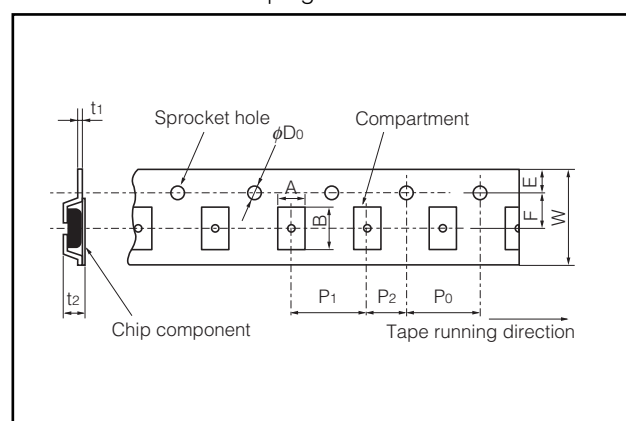 t1
Sprocket hole
ϕD0
Compartment
A
B
E
F
W
t2
P1
P2
P0
Chip component
Tape running direction